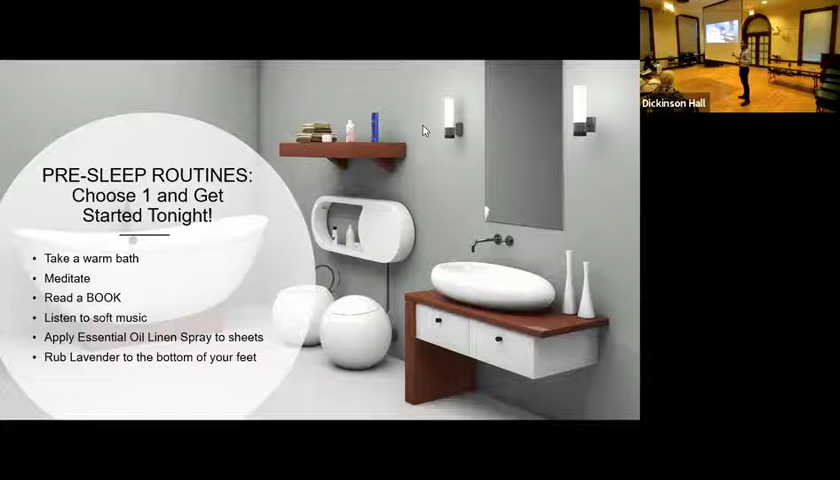 PRE-SLEEP ROUTINES:
Choose 1 and Get
Started Tonight!
• Take a warm bath
• Meditate
• Read a BOOK
• Listen to soft music
• Apply Essential Oil Linen Spray to sheets
• Rub Lavender to the bottom of your feet
Dickinson Hall